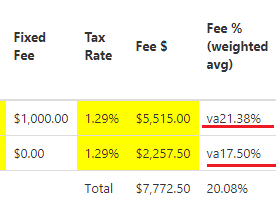 Fixed Fee
Tax Rate
Fee $
Fee % (weighted avg)
$1,000.00 1.29% $5,515.00 va21.38%
$0.00 1.29% $2,257.50 va17.50%
Total $7,772.50 20.08%